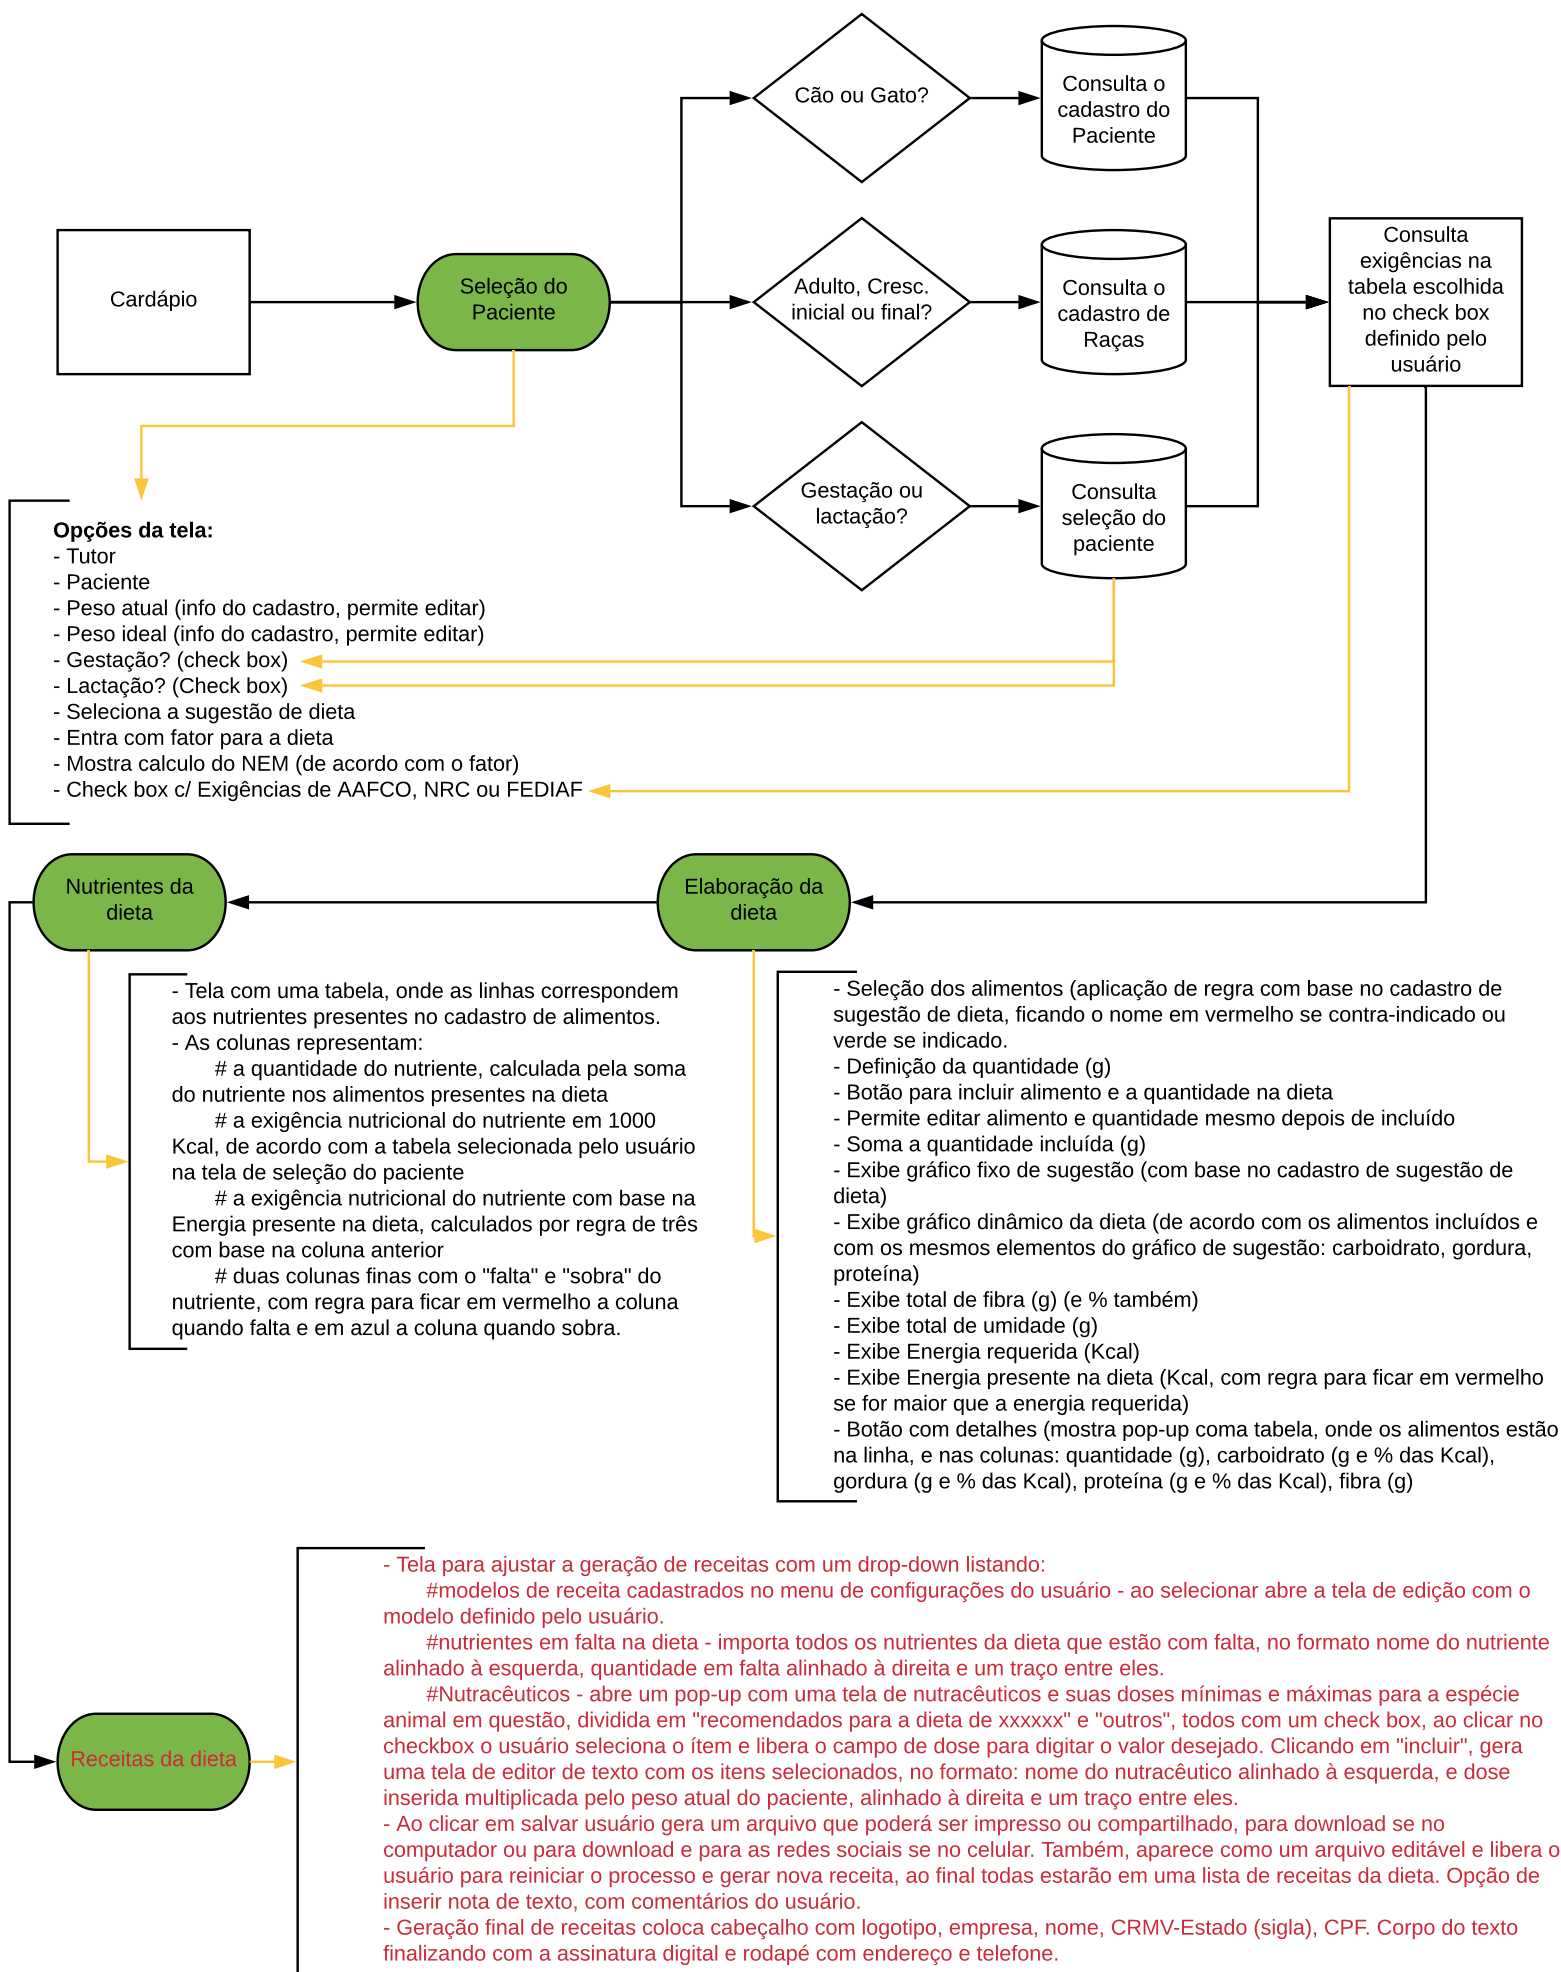 Cão ou Gato?
Consulta o
cadastro do
Paciente
Cardápio
Seleção do
Paciente
Adulto, Cresc.
inicial ou final?
Consulta o
cadastro de
Raças
Consulta
exigências na
tabela escolhida
no check box
definido pelo
usuário
Gestação ou
lactação?
Consulta
seleção do
paciente
Opções da tela:
- Tutor
- Paciente
- Peso atual (info do cadastro, permite editar)
- Peso ideal (info do cadastro, permite editar)
- Gestação? (check box)
- Lactação? (Check box)
- Seleciona a sugestão de dieta
- Entra com fator para a dieta
- Mostra calculo do NEM (de acordo com o fator)
- Check box c/ Exigências de AAFCO, NRC ou FEDIAF
Nutrientes da
dieta
Elaboração da
dieta
- Tela com uma tabela, onde as linhas correspondem
aos nutrientes presentes no cadastro de alimentos.
- As colunas representam:
# a quantidade do nutriente, calculada pela soma
do nutriente nos alimentos presentes na dieta
# a exigência nutricional do nutriente em 1000
Kcal, de acordo com a tabela selecionada pelo usuário
na tela de seleção do paciente
# a exigência nutricional do nutriente com base na
Energia presente na dieta, calculados por regra de três
com base na coluna anterior
# duas colunas finas com o "falta" e "sobra" do
nutriente, com regra para ficar em vermelho a coluna
quando falta e em azul a coluna quando sobra.
- Seleção dos alimentos (aplicação de regra com base no cadastro de
sugestão de dieta, ficando o nome em vermelho se contra-indicado ou
verde se indicado.
- Definição da quantidade (g)
- Botão para incluir alimento e a quantidade na dieta
- Permite editar alimento e quantidade mesmo depois de incluído
- Soma a quantidade incluída (g)
- Exibe gráfico fixo de sugestão (com base no cadastro de sugestão de
dieta)
- Exibe gráfico dinâmico da dieta (de acordo com os alimentos incluídos e
com os mesmos elementos do gráfico de sugestão: carboidrato, gordura,
proteína)
- Exibe total de fibra (g) (e % também)
- Exibe total de umidade (g)
- Exibe Energia requerida (Kcal)
- Exibe Energia presente na dieta (Kcal, com regra para ficar em vermelho
se for maior que a energia requerida)
- Botão com detalhes (mostra pop-up coma tabela, onde os alimentos estão
na linha, e nas colunas: quantidade (g), carboidrato (g e % das Kcal),
gordura (g e % das Kcal), proteína (g e % das Kcal), fibra (g)
Receitas da dieta
- Tela para ajustar a geração de receitas com um drop-down listando:
#modelos de receita cadastrados no menu de configurações do usuário - ao selecionar abre a tela de edição com o
modelo definido pelo usuário.
#nutrientes em falta na dieta - importa todos os nutrientes da dieta que estão com falta, no formato nome do nutriente
alinhado à esquerda, quantidade em falta alinhado à direita e um traço entre eles.
#Nutracêuticos - abre um pop-up com uma tela de nutracêuticos e suas doses mínimas e máximas para a espécie
animal em questão, dividida em "recomendados para a dieta de xxxxxx" e "outros", todos com um check box, ao clicar no
checkbox o usuário seleciona o ítem e libera o campo de dose para digitar o valor desejado. Clicando em "incluir", gera
uma tela de editor de texto com os itens selecionados, no formato: nome do nutracêutico alinhado à esquerda, e dose
inserida multiplicada pelo peso atual do paciente, alinhado à direita e um traço entre eles.
- Ao clicar em salvar usuário gera um arquivo que poderá ser impresso ou compartilhado, para download se no
computador ou para download e para as redes sociais se no celular. Também, aparece como um arquivo editável e libera o
usuário para reiniciar o processo e gerar nova receita, ao final todas estarão em uma lista de receitas da dieta. Opção de
inserir nota de texto, com comentários do usuário.
- Geração final de receitas coloca cabeçalho com logotipo, empresa, nome, CRMV-Estado (sigla), CPF. Corpo do texto
finalizando com a assinatura digital e rodapé com endereço e telefone.